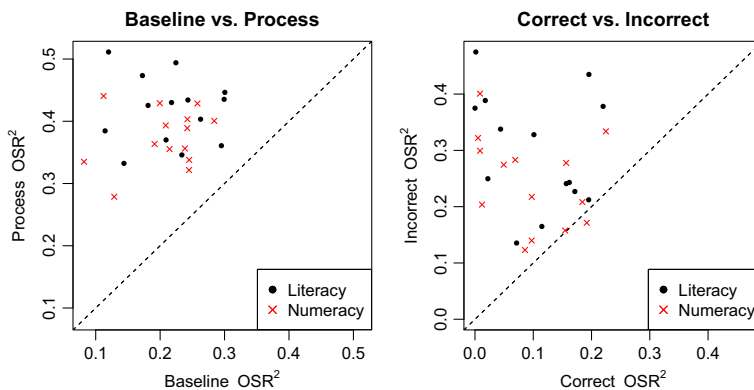 Baseline vs. Process
Process OSR²
0.5
0.4
0.3
0.2
0.1
0.1 0.2 0.3 0.4 0.5
Baseline OSR²
Literacy
Numeracy
Correct vs. Incorrect
Incorrect OSR²
0.4
0.3
0.2
0.1
0.0
0.0 0.1 0.2 0.3 0.4
Correct OSR²
Literacy
Numeracy